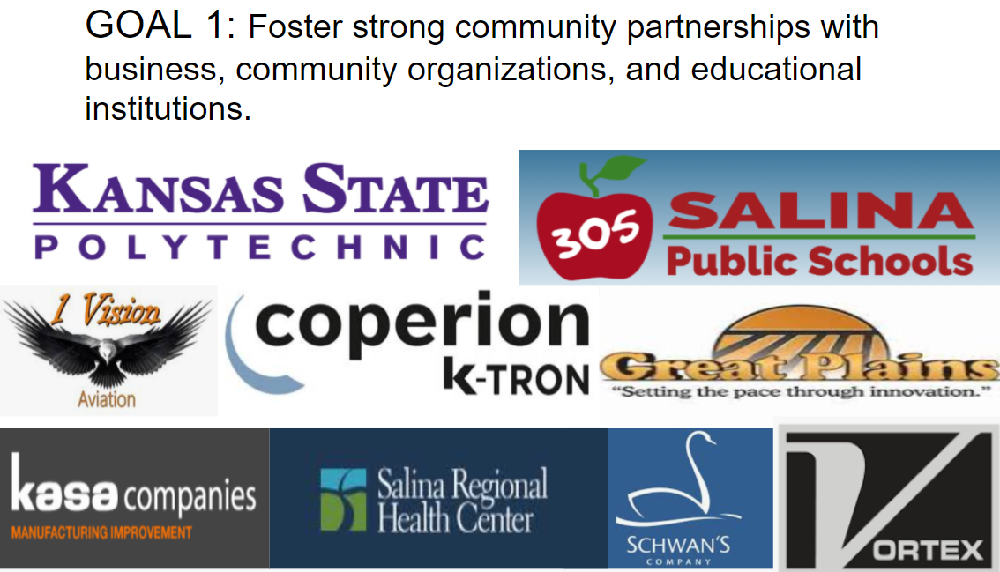 GOAL 1: Foster strong community partnerships with
business, community organizations, and educational
institutions.
KANSAS STATE
POLYTECHNIC
305
SALINA
Public Schools
1 Vision
Aviation
coperion
k-TRON
Great Plains
“Setting the pace through innovation.”
kasa companies
MANUFACTURING IMPROVEMENT
Salina Regional
Health Center
SCHWAN'S
COMPANY
VORTEX